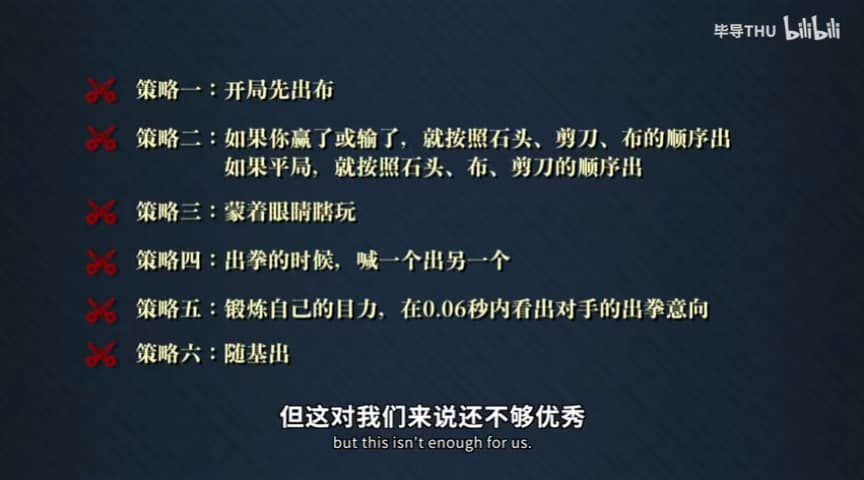 毕导THU bilibili
策略一：开局先出布
策略二：如果你赢了或输了，就按照石头、剪刀、布的顺序出
如果平局，就按照石头、布、剪刀的顺序出
策略三：蒙着眼睛瞎玩
策略四：出拳的时候，喊一个出另一个
策略五：锻炼自己的目力，在0.06秒内看出对手的出拳意向
策略六：随基出
但这对我们来说还不够优秀
but this isn't enough for us.